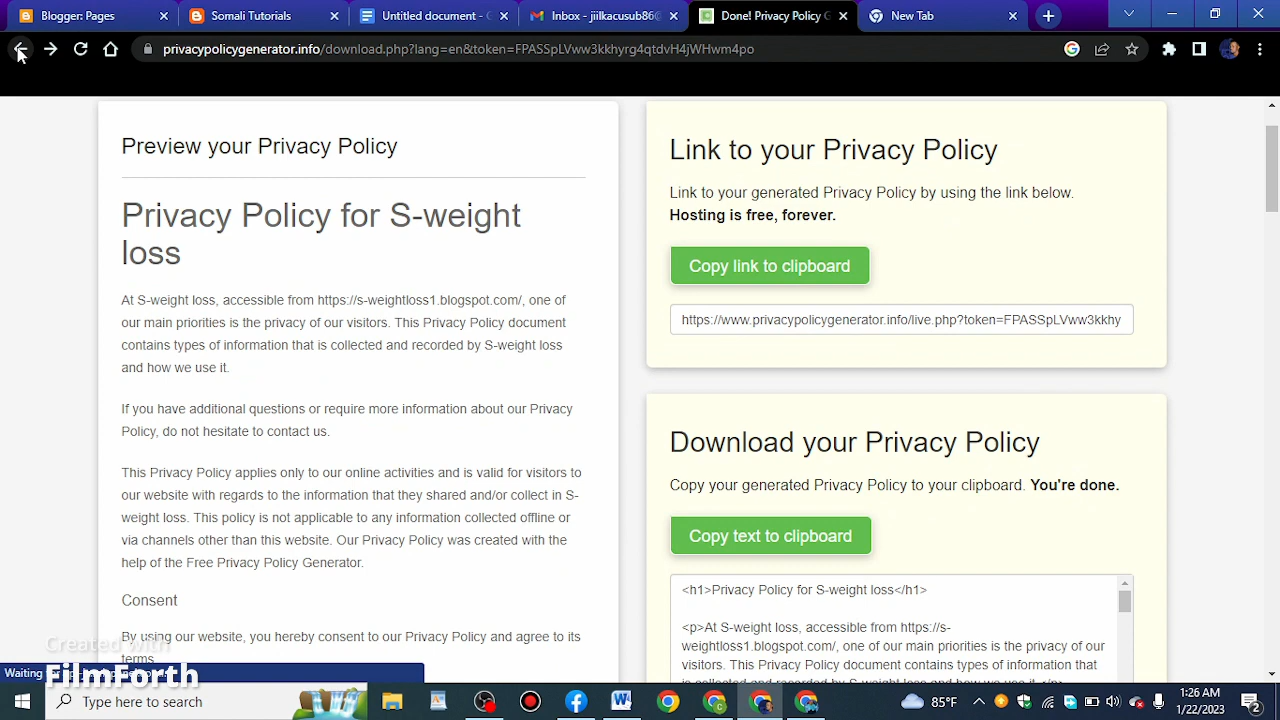 Blogger: Pages
Somali Tutorials
Untitled document - G
Inbox - jiilkacusub86@
Done! Privacy Policy G
New Tab
privacypolicygenerator.info/download.php?lang=en&token=FPASSpLVww3kkhyrg4qtdvH4jWHwm4po
Preview your Privacy Policy
Privacy Policy for S-weight
loss
At S-weight loss, accessible from https://s-weightloss1.blogspot.com/, one of
our main priorities is the privacy of our visitors. This Privacy Policy document
contains types of information that is collected and recorded by S-weight loss
and how we use it.
If you have additional questions or require more information about our Privacy
Policy, do not hesitate to contact us.
This Privacy Policy applies only to our online activities and is valid for visitors to
our website with regards to the information that they shared and/or collect in S-
weight loss. This policy is not applicable to any information collected offline or
via channels other than this website. Our Privacy Policy was created with the
help of the Free Privacy Policy Generator.
Consent
By using our website, you hereby consent to our Privacy Policy and agree to its
terms.
Link to your Privacy Policy
Link to your generated Privacy Policy by using the link below.
Hosting is free, forever.
Copy link to clipboard
https://www.privacypolicygenerator.info/live.php?token=FPASSpLVww3kkhy
Download your Privacy Policy
Copy your generated Privacy Policy to your clipboard. You're done.
Copy text to clipboard
<h1>Privacy Policy for S-weight loss</h1>
<p>At S-weight loss, accessible from https://s-
weightloss1.blogspot.com/, one of our main priorities is the privacy of our
visitors. This Privacy Policy document contains types of information that
is collected and recorded by S-weight loss and how we use it.</p>
Created with
FilmForth
Waiting
Type here to search
85°F
1:26 AM
1/22/2023
2